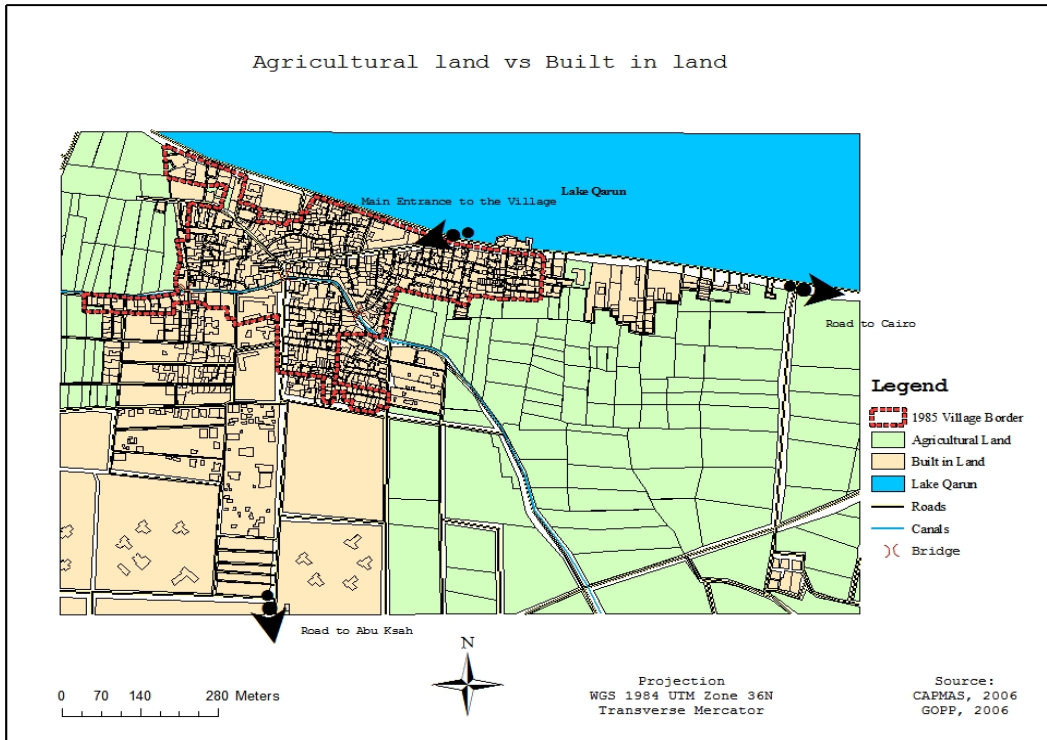 Agricultural land vs Built in land
Lake Qarun
Main Entrance to the Village
Road to Cairo
Legend
1985 Village Border
Agricultural Land
Built in Land
Lake Qarun
Roads
Canals
Bridge
Road to Abu Ksah
N
0 70 140 280 Meters
Projection
WGS 1984 UTM Zone 36N
Transverse Mercator
Source:
CAPMAS, 2006
GOPP, 2006